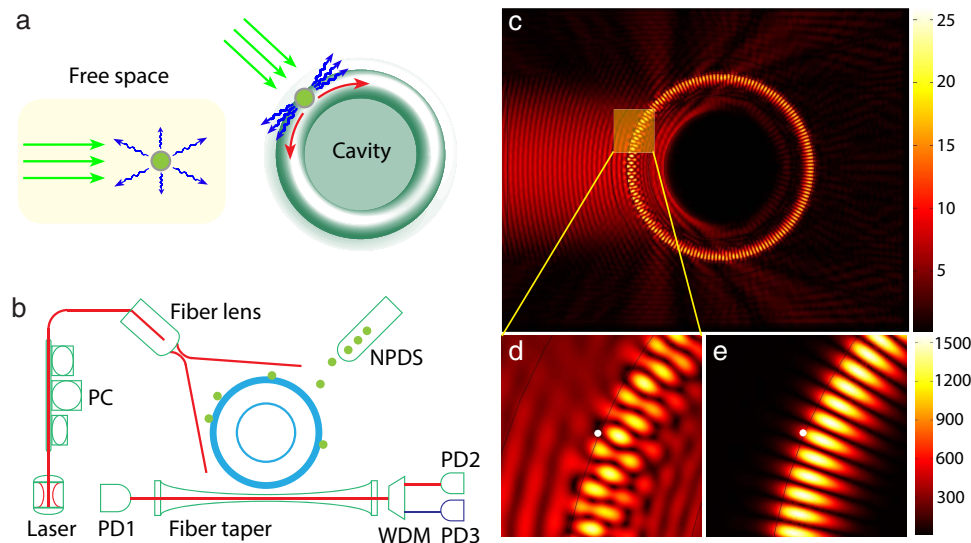 a
Free space
Cavity
b
Fiber lens
NPDS
PC
Laser
PD1
Fiber taper
WDM
PD2
PD3
c
25
20
15
10
5
d
e
1500
1200
900
600
300